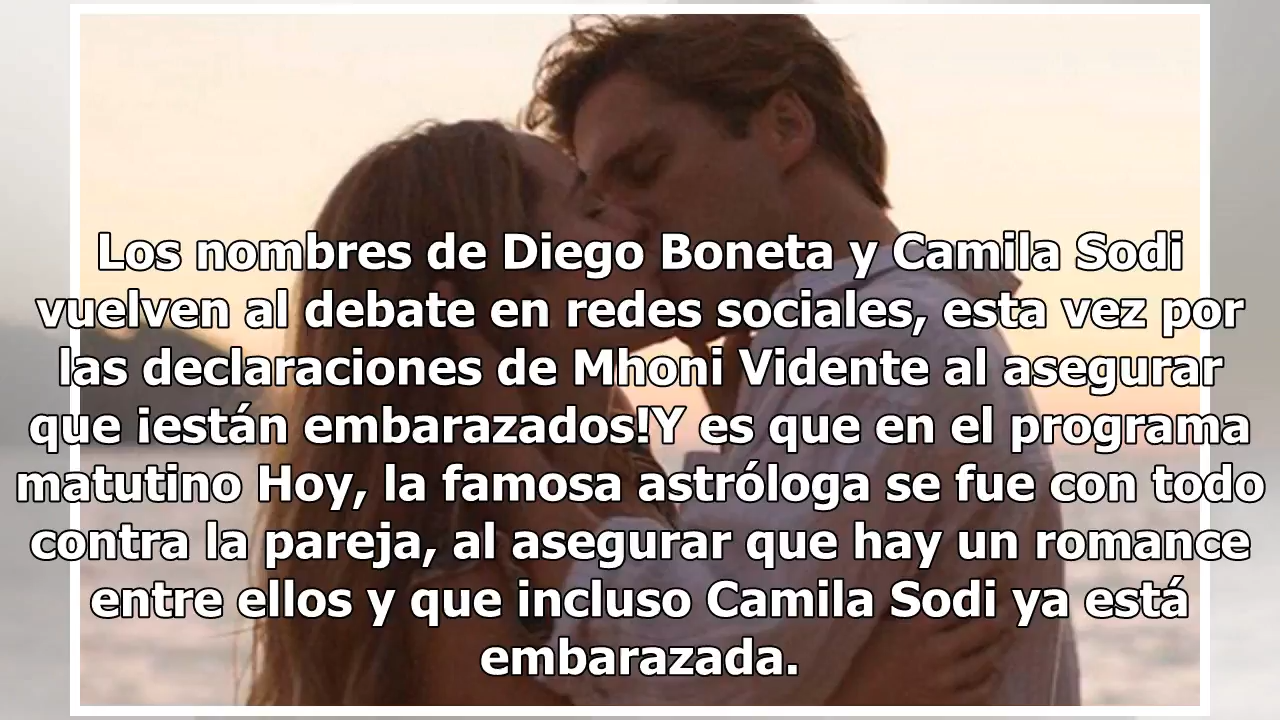 Los nombres de Diego Boneta y Camila Sodi
vuelven al debate en redes sociales, esta vez por
las declaraciones de Mhoni Vidente al asegurar
que iestán embarazados!Y es que en el programa
matutino Hoy, la famosa astróloga se fue con todo
contra la pareja, al asegurar que hay un romance
entre ellos y que incluso Camila Sodi ya está
embarazada.